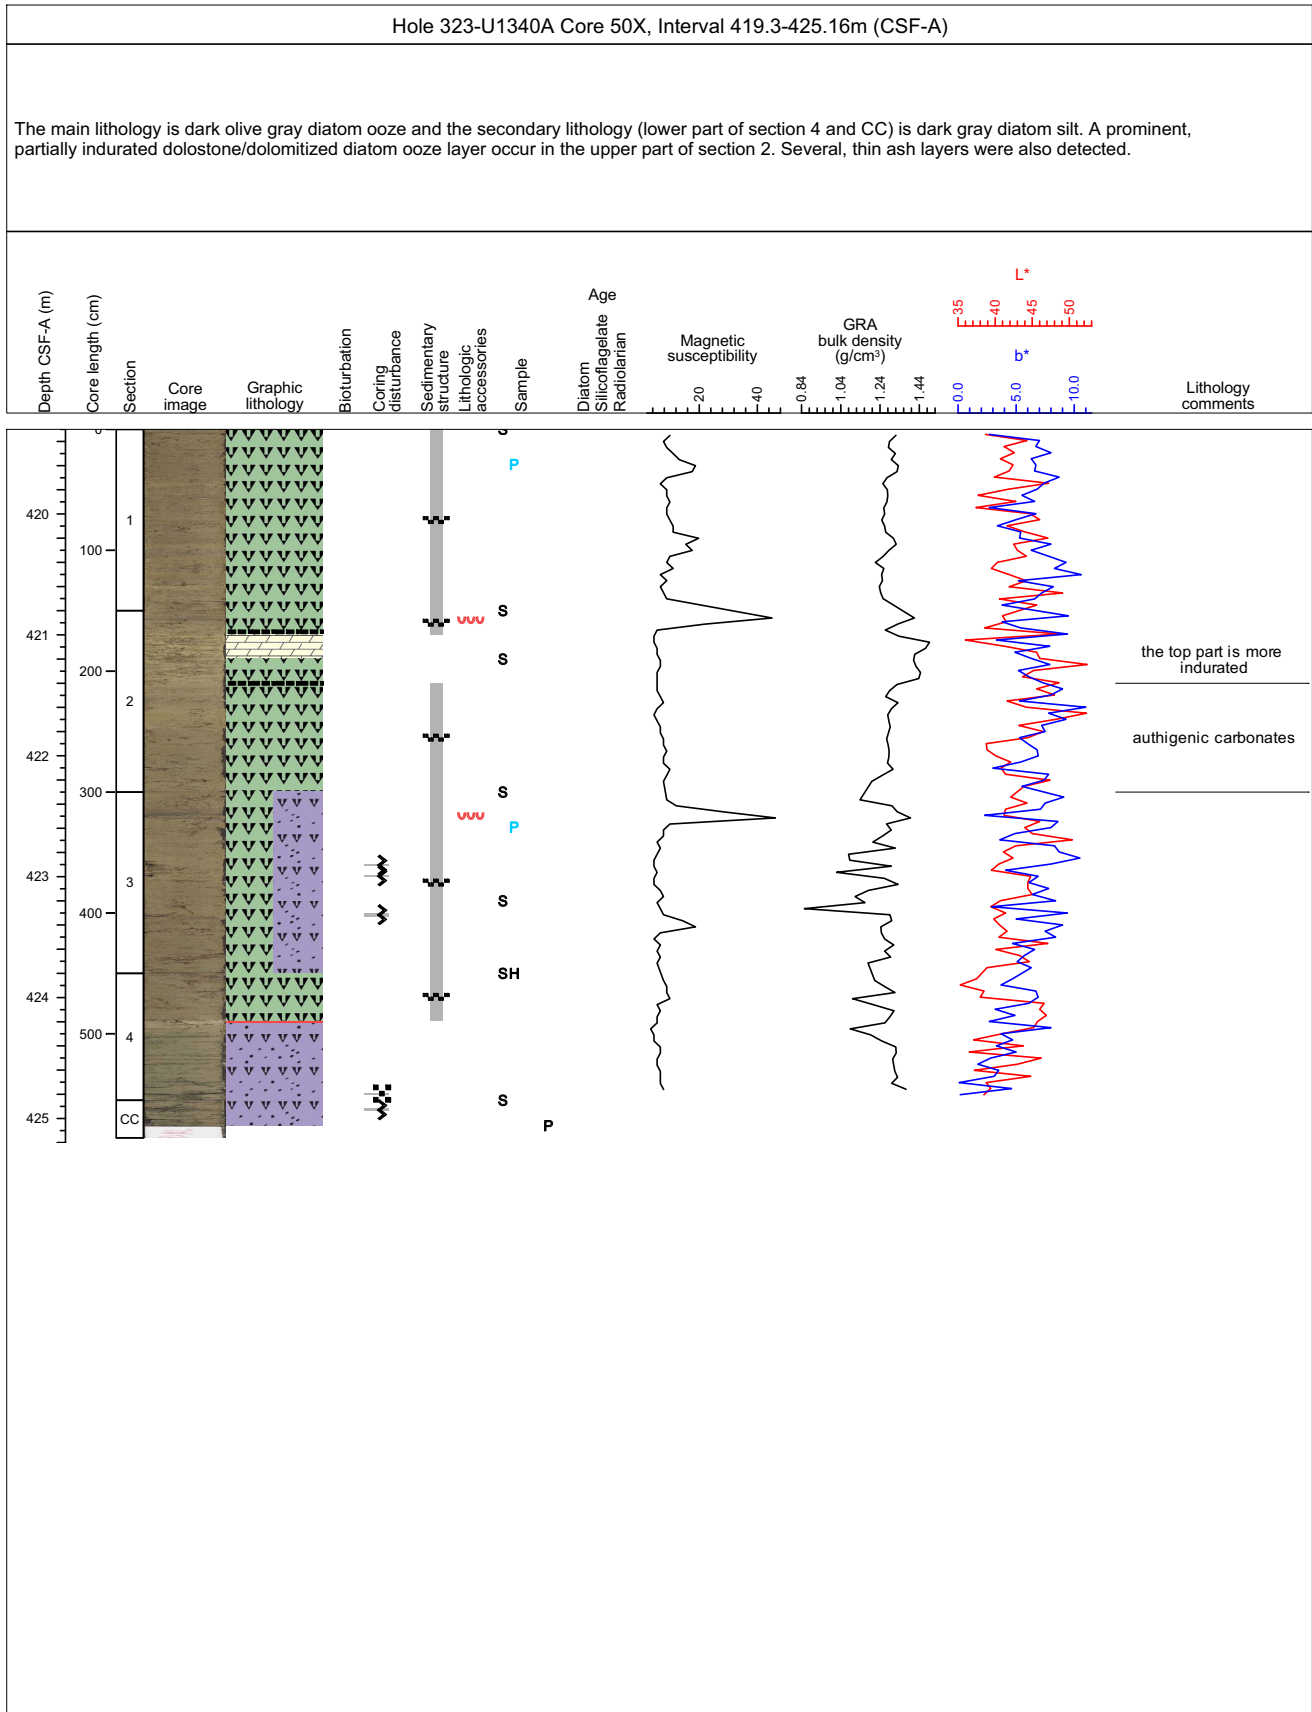 Hole 323-U1340A Core 50X, Interval 419.3-425.16m (CSF-A)
The main lithology is dark olive gray diatom ooze and the secondary lithology (lower part of section 4 and CC) is dark gray diatom silt. A prominent,
partially indurated dolostone/dolomitized diatom ooze layer occur in the upper part of section 2. Several, thin ash layers were also detected.
Depth CSF-A (m)
Core length (cm)
Section
Core
image
Graphic
lithology
Bioturbation
Coring
disturbance
Sedimentary
structure
Lithologic
accessories
Sample
Age
Diatom
Silicoflagelate
Radiolarian
Magnetic
susceptibility
20
40
GRA
bulk density
(g/cm³)
0.84
1.04
1.24
1.44
L*
35
40
45
50
b*
0.0
5.0
10.0
Lithology
comments
0
S
P
420
1
100
S
421
S
the top part is more
indurated
200
2
authigenic carbonates
422
300
S
P
423
3
S
400
SH
424
500
4
S
425
CC
P